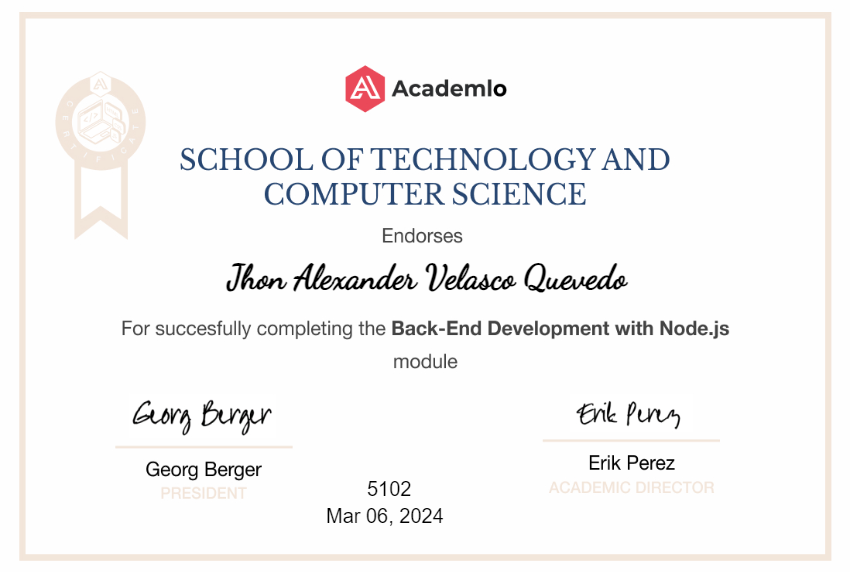 Academlo
CERTIFICATE
SCHOOL OF TECHNOLOGY AND
COMPUTER SCIENCE
Endorses
Jhon Alexander Velasco Quevedo
For succesfully completing the Back-End Development with Node.js
module
Georg Berger
Georg Berger
PRESIDENT
Erik Perez
Erik Perez
ACADEMIC DIRECTOR
5102
Mar 06, 2024